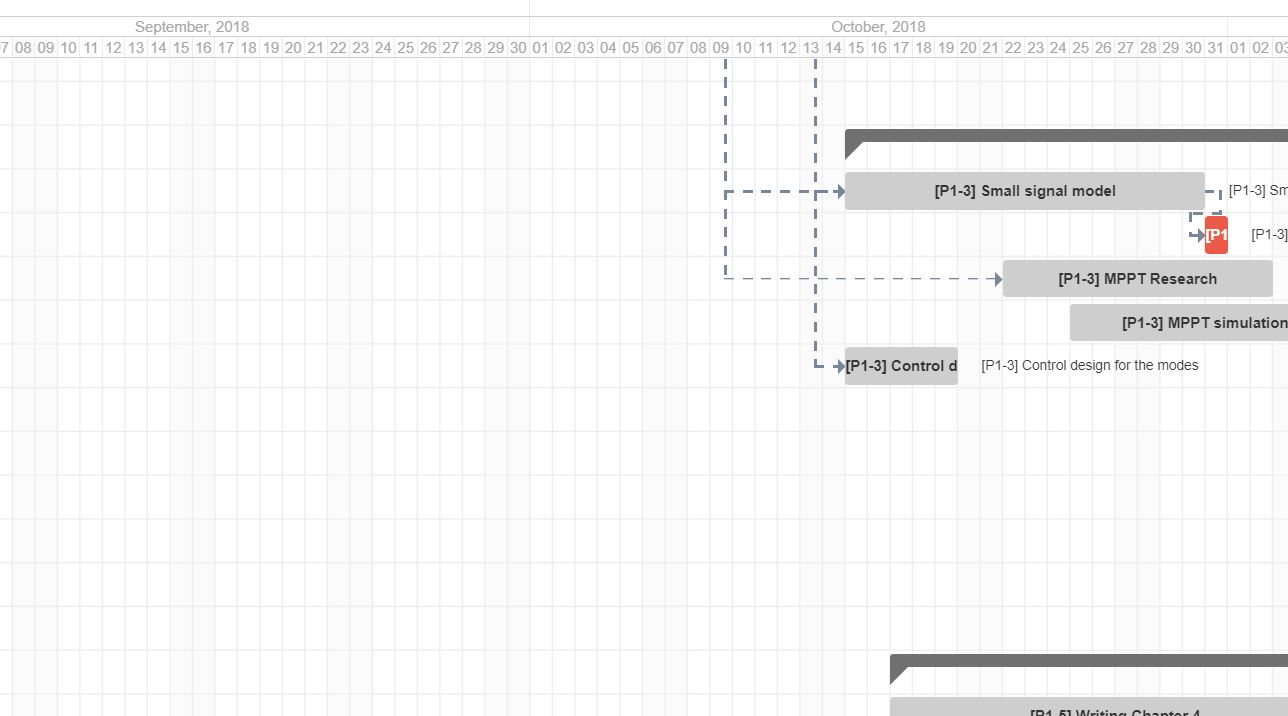 September, 2018 October, 2018
07 08 09 10 11 12 13 14 15 16 17 18 19 20 21 22 23 24 25 26 27 28 29 30 01 02 03 04 05 06 07 08 09 10 11 12 13 14 15 16 17 18 19 20 21 22 23 24 25 26 27 28 29 30 31 01 02 03
[P1-3] Small signal model [P1-3] Sm
[P1 [P1-3]
[P1-3] MPPT Research
[P1-3] MPPT simulation
[P1-3] Control d [P1-3] Control design for the modes
[P1-5] Writing Chapter 4